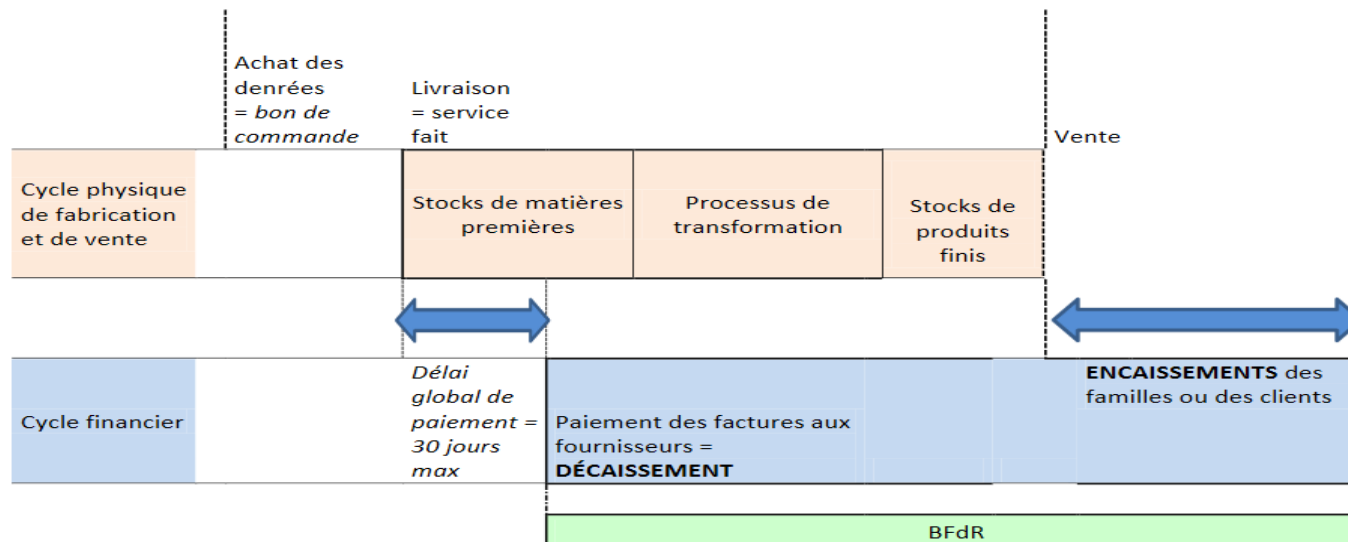 Achat des
denrées
= bon de
commande
Livraison
= service
fait
Vente
Cycle physique
de fabrication
et de vente
Stocks de matières
premières
Processus de
transformation
Stocks de
produits
finis
Cycle financier
Délai
global de
paiement =
30 jours
max
Paiement des factures aux
fournisseurs =
DÉCAISSEMENT
ENCAISSEMENTS des
familles ou des clients
BFdR